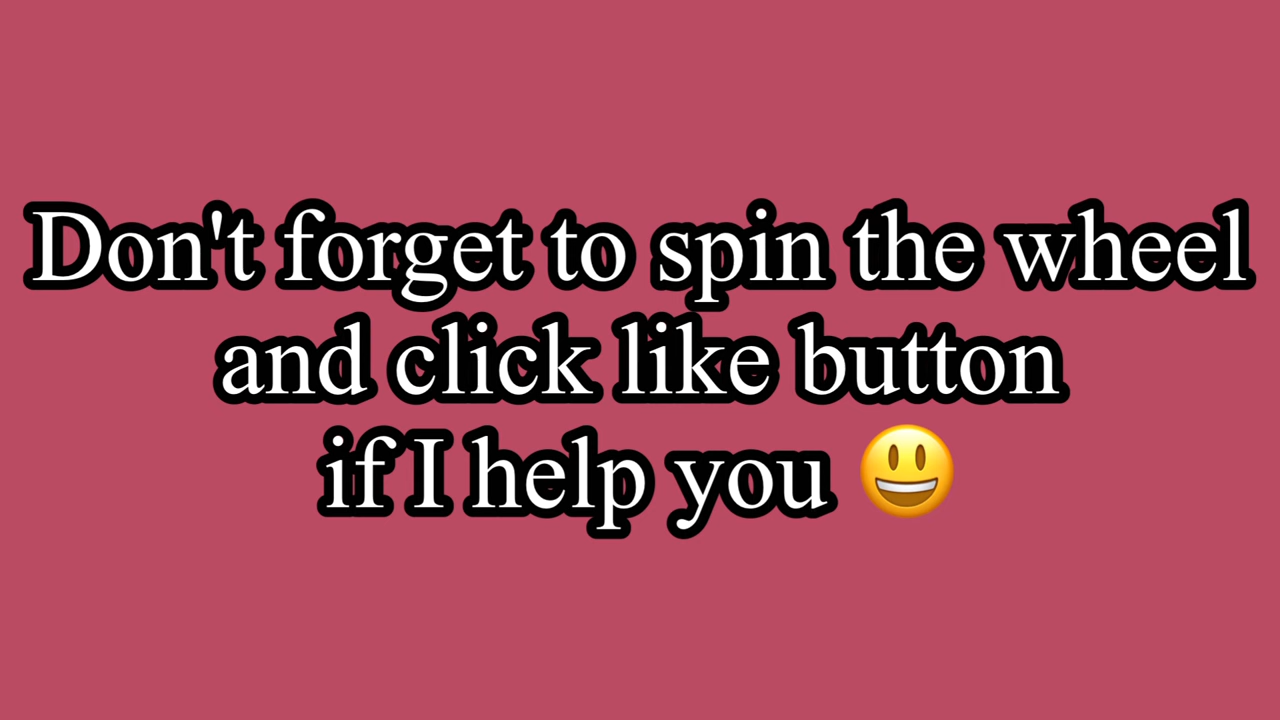 Don't forget to spin the wheel
and click like button
if I help you 😃